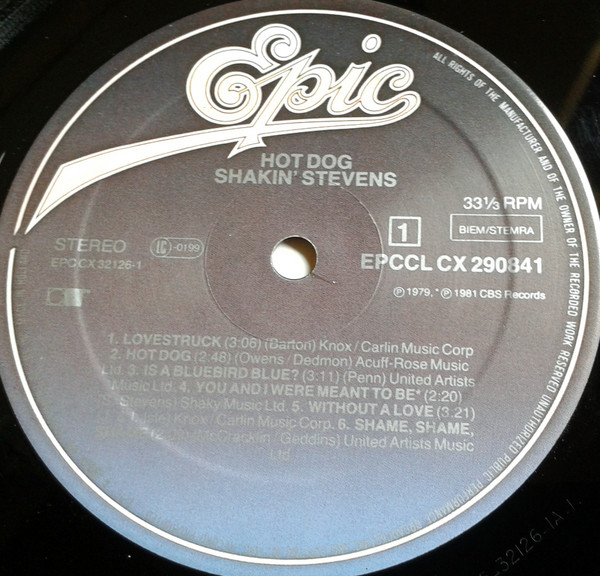 Epic
HOT DOG
SHAKIN' STEVENS
33⅓ RPM
STEREO
LC -0199
1
BIEM/STEMRA
EPC CX 32126-1
EPCCL CX 290841
℗ 1979, * ℗ 1981 CBS Records
1. LOVESTRUCK (3:06) (Barton) Knox / Carlin Music Corp
2. HOT DOG (2:48) (Owens / Dedmon) Acuff-Rose Music
Ltd. 3. IS A BLUEBIRD BLUE? (3:11) (Penn) United Artists
Music Ltd. 4. YOU AND I WERE MEANT TO BE* (2:20)
Stevens) Shaky Music Ltd. 5. WITHOUT A LOVE (3.21)
Knox / Carlin Music Corp. 6. SHAME, SHAME,
Cracklin / Geddins) United Artists Music
Ltd
ALL RIGHTS OF THE MANUFACTURER AND OF THE OWNER OF THE RECORDED WORK RESERVED UNAUTHORIZED PUBLIC PERFORMANCE
32126-1A